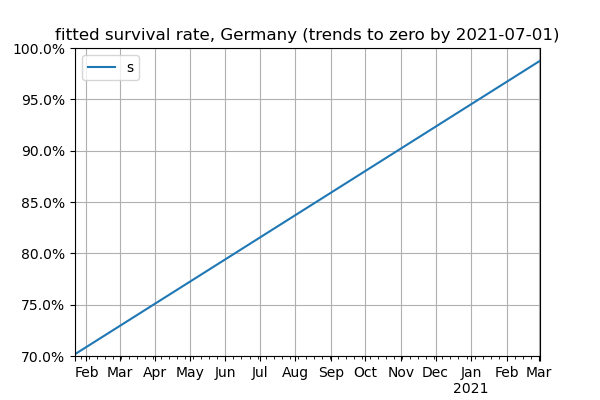 fitted survival rate, Germany (trends to zero by 2021-07-01)
s
100.0%
95.0%
90.0%
85.0%
80.0%
75.0%
70.0%
Feb Mar Apr May Jun Jul Aug Sep Oct Nov Dec Jan Feb Mar
2021